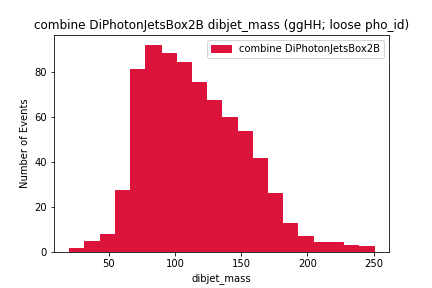 combine DiPhotonJetsBox2B dibjet_mass (ggHH; loose pho_id)
combine DiPhotonJetsBox2B
Number of Events
80
60
40
20
0
50
100
150
200
250
dibjet_mass